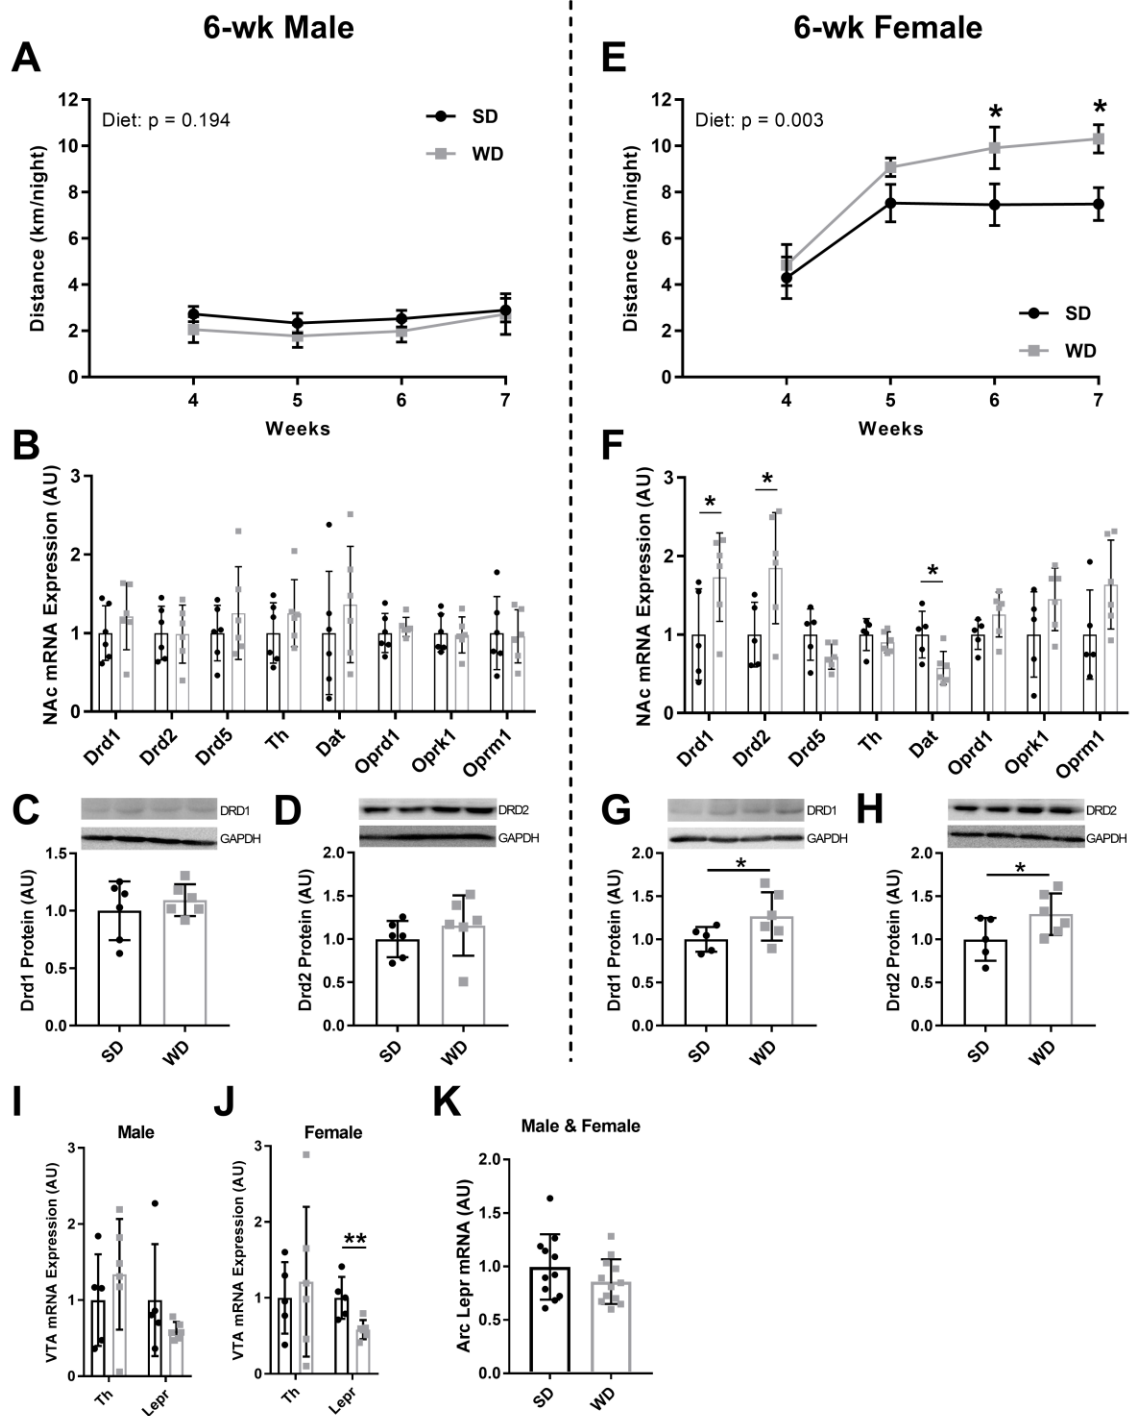 6-wk Male
6-wk Female
A
Diet: p = 0.194
SD
WD
Distance (km/night)
12
10
8
6
4
2
0
4 5 6 7
Weeks
E
Diet: p = 0.003
* *
SD
WD
Distance (km/night)
12
10
8
6
4
2
0
4 5 6 7
Weeks
B
NAc mRNA Expression (AU)
3
2
1
0
Drd1 Drd2 Drd5 Th Dat Oprd1 Oprk1 Oprm1
F
NAc mRNA Expression (AU)
3
2
1
0
* * *
Drd1 Drd2 Drd5 Th Dat Oprd1 Oprk1 Oprm1
C
DRD1
GAPDH
Drd1 Protein (AU)
1.5
1.0
0.5
0.0
SD WD
D
DRD2
GAPDH
Drd2 Protein (AU)
2.0
1.5
1.0
0.5
0.0
SD WD
G
DRD1
GAPDH
Drd1 Protein (AU)
2.0
1.5
1.0
0.5
0.0
*
SD WD
H
DRD2
GAPDH
Drd2 Protein (AU)
2.0
1.5
1.0
0.5
0.0
*
SD WD
I
Male
VTA mRNA Expression (AU)
3
2
1
0
Th Lepr
J
Female
VTA mRNA Expression (AU)
3
2
1
0
**
Th Lepr
K
Male & Female
Arc Lepr mRNA (AU)
2.0
1.5
1.0
0.5
0.0
SD WD